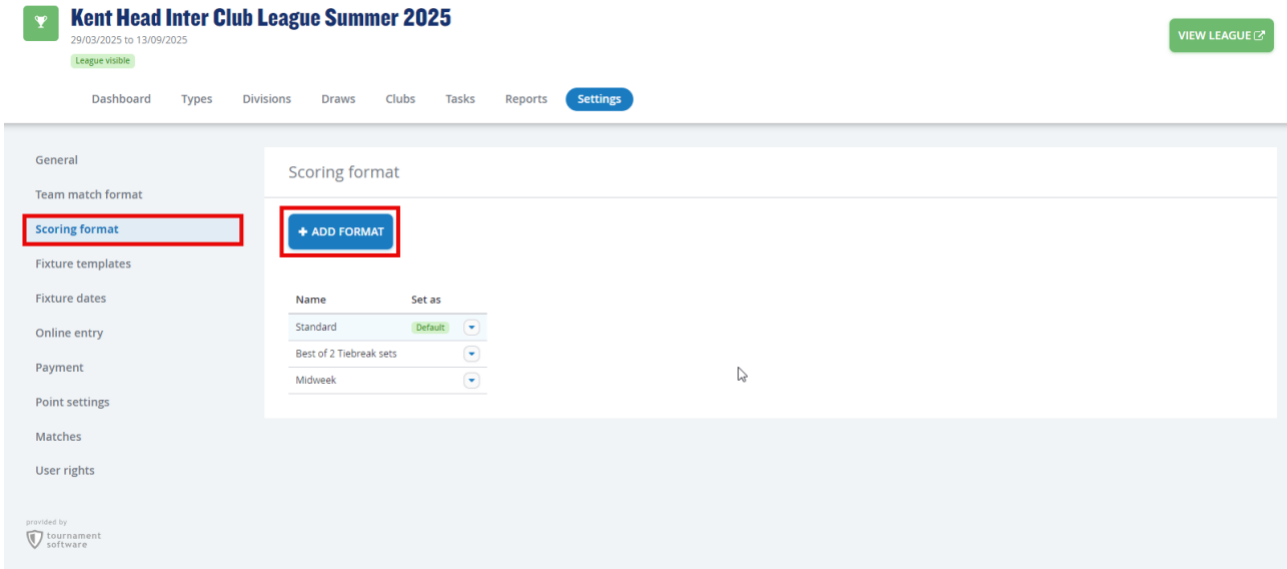 Kent Head Inter Club League Summer 2025
29/03/2025 to 13/09/2025
League visible
VIEW LEAGUE
Dashboard Types Divisions Draws Clubs Tasks Reports Settings
General
Team match format
Scoring format
Fixture templates
Fixture dates
Online entry
Payment
Point settings
Matches
User rights
provided by
tournament
software
Scoring format
+ ADD FORMAT
Name Set as
Standard Default
Best of 2 Tiebreak sets
Midweek